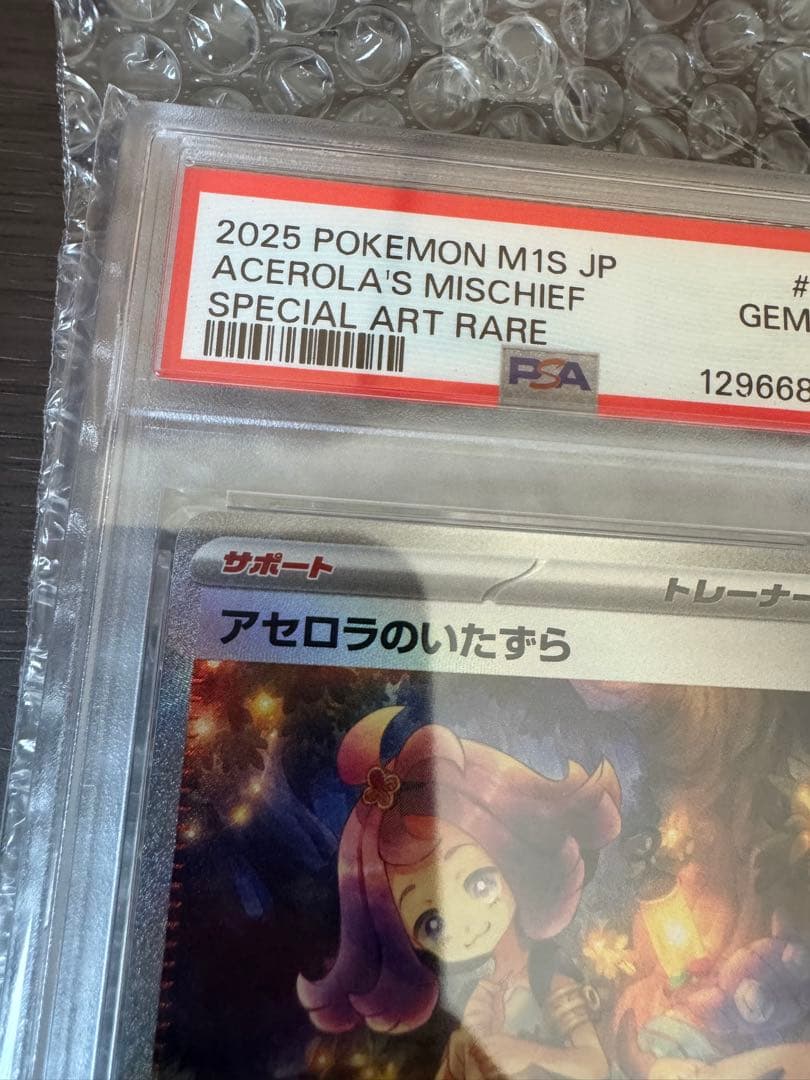 2025 POKEMON M1S JP
ACEROLA'S MISCHIEF
SPECIAL ART RARE
#
GEM
PSA
129668
サポート
トレーナー
アセロラのいたずら